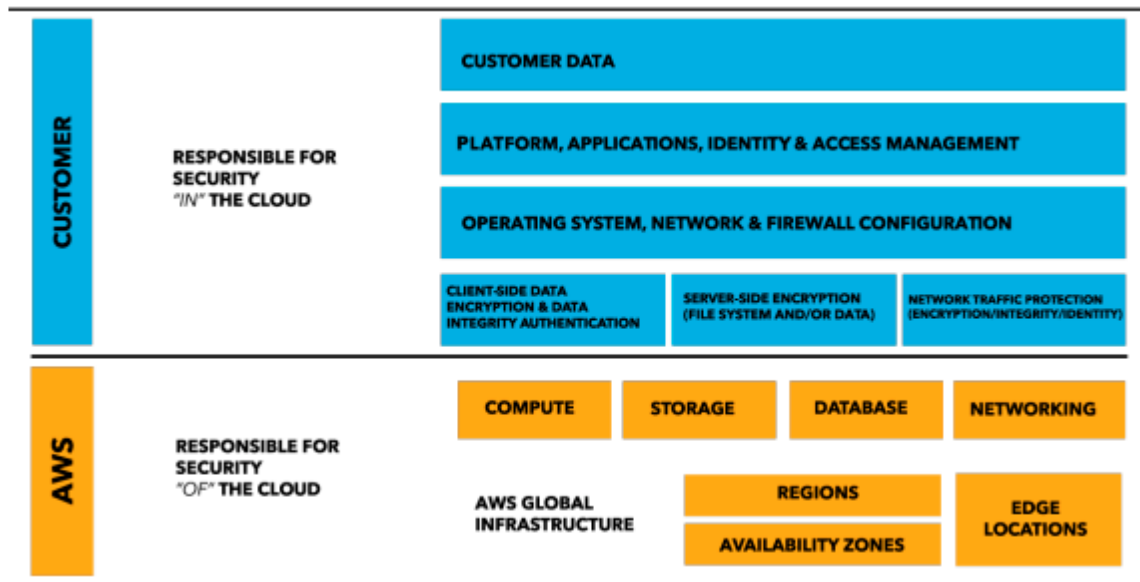 CUSTOMER
RESPONSIBLE FOR
SECURITY
"IN" THE CLOUD
CUSTOMER DATA
PLATFORM, APPLICATIONS, IDENTITY & ACCESS MANAGEMENT
OPERATING SYSTEM, NETWORK & FIREWALL CONFIGURATION
CLIENT-SIDE DATA
ENCRYPTION & DATA
INTEGRITY AUTHENTICATION
SERVER-SIDE ENCRYPTION
(FILE SYSTEM AND/OR DATA)
NETWORK TRAFFIC PROTECTION
(ENCRYPTION/INTEGRITY/IDENTITY)
AWS
RESPONSIBLE FOR
SECURITY
"OF" THE CLOUD
COMPUTE
STORAGE
DATABASE
NETWORKING
AWS GLOBAL
INFRASTRUCTURE
REGIONS
AVAILABILITY ZONES
EDGE
LOCATIONS